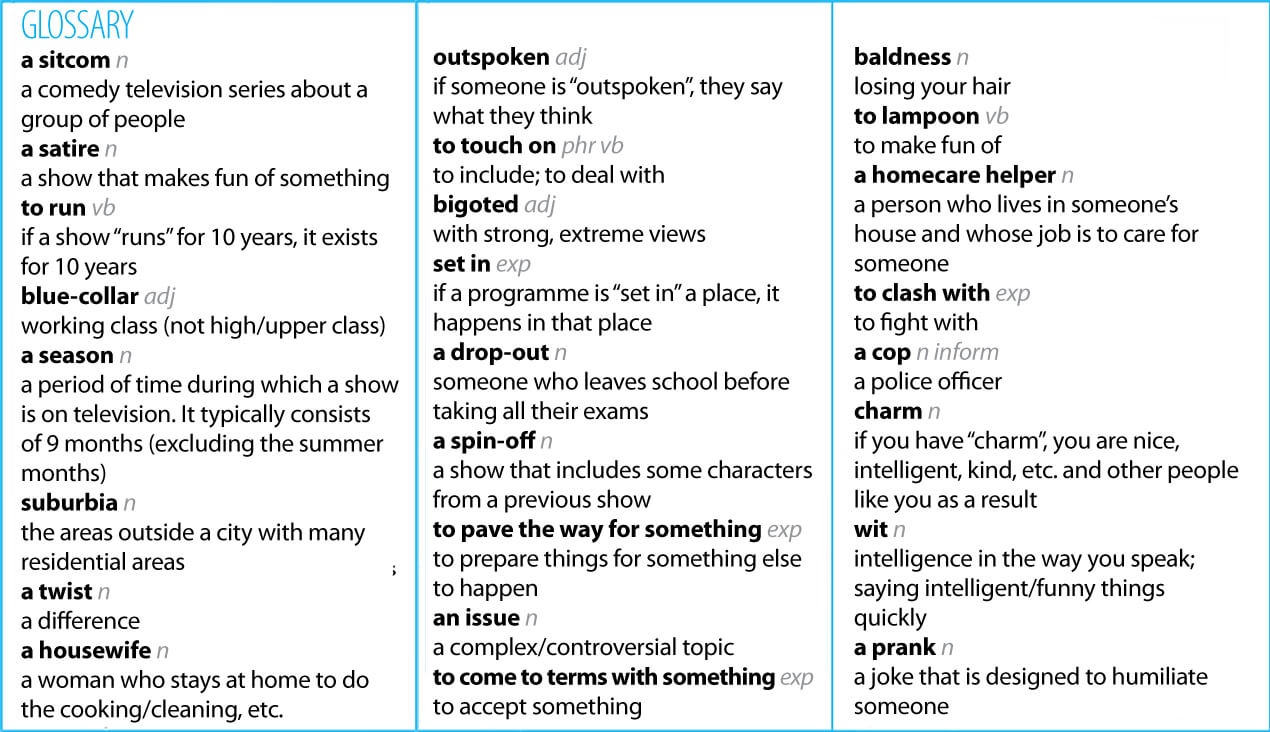 GLOSSARY
a sitcom n
a comedy television series about a
group of people
a satire n
a show that makes fun of something
to run vb
if a show “runs” for 10 years, it exists
for 10 years
blue-collar adj
working class (not high/upper class)
a season n
a period of time during which a show
is on television. It typically consists
of 9 months (excluding the summer
months)
suburbia n
the areas outside a city with many
residential areas
a twist n
a difference
a housewife n
a woman who stays at home to do
the cooking/cleaning, etc.
outspoken adj
if someone is “outspoken”, they say
what they think
to touch on phr vb
to include; to deal with
bigoted adj
with strong, extreme views
set in exp
if a programme is “set in” a place, it
happens in that place
a drop-out n
someone who leaves school before
taking all their exams
a spin-off n
a show that includes some characters
from a previous show
to pave the way for something exp
to prepare things for something else
to happen
an issue n
a complex/controversial topic
to come to terms with something exp
to accept something
baldness n
losing your hair
to lampoon vb
to make fun of
a homecare helper n
a person who lives in someone’s
house and whose job is to care for
someone
to clash with exp
to fight with
a cop n inform
a police officer
charm n
if you have “charm”, you are nice,
intelligent, kind, etc. and other people
like you as a result
wit n
intelligence in the way you speak;
saying intelligent/funny things
quickly
a prank n
a joke that is designed to humiliate
someone